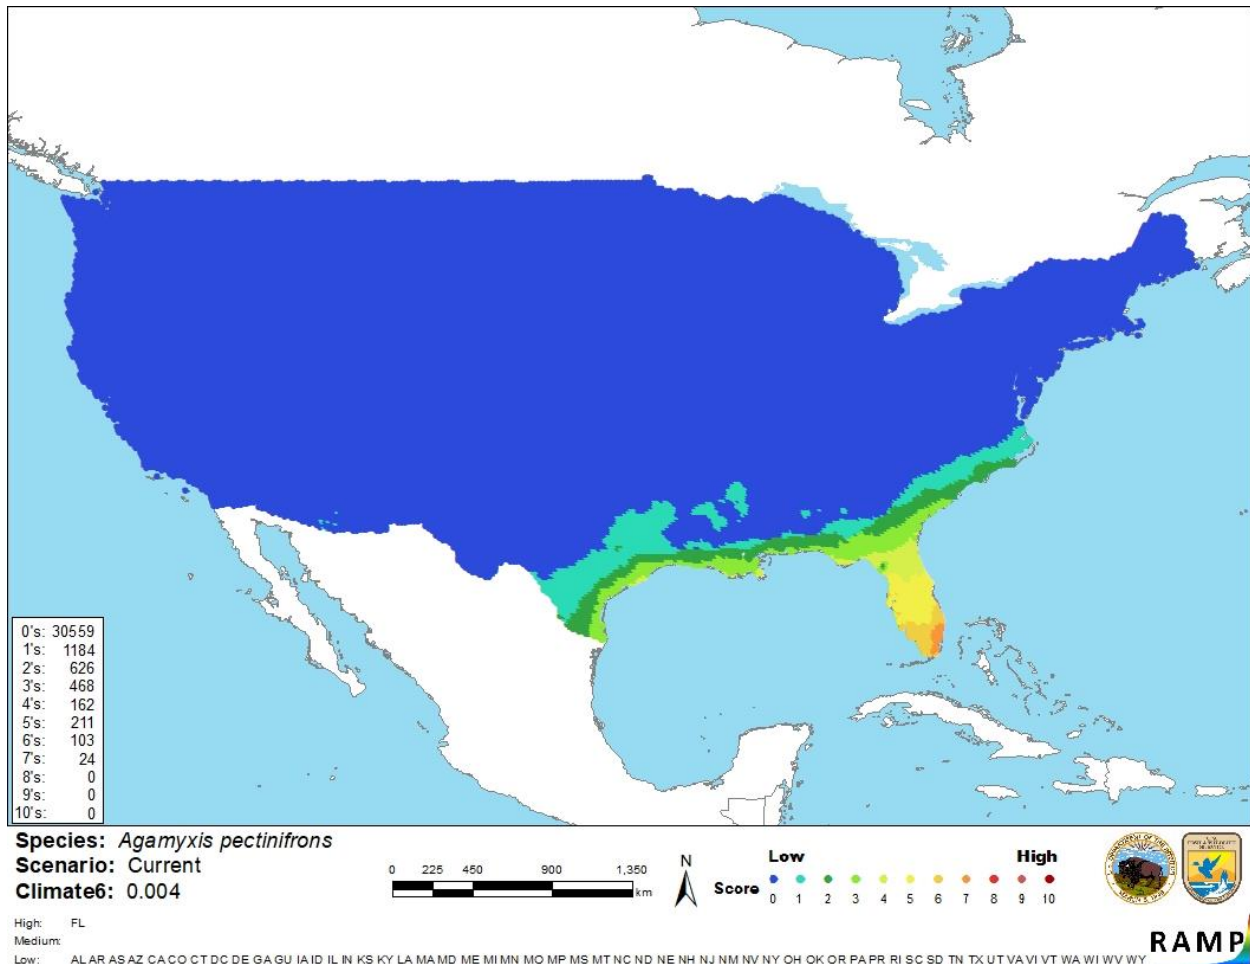 0's: 30559
1's: 1184
2's: 626
3's: 468
4's: 162
5's: 211
6's: 103
7's: 24
8's: 0
9's: 0
10's: 0
Species: Agamyxis pectinifrons
Scenario: Current
Climate6: 0.004
0 225 450 900 1,350
km
N
Low High
Score 0 1 2 3 4 5 6 7 8 9 10
RAMP
High: FL
Medium:
Low: AL AR AS AZ CA CO CT DC DE GA GU IA ID IL IN KS KY LA MA MD ME MI MN MO MP MS MT NC ND NE NH NJ NM NV NY OH OK OR PA PR RI SC SD TN TX UT VA VI VT WA WI WV WY